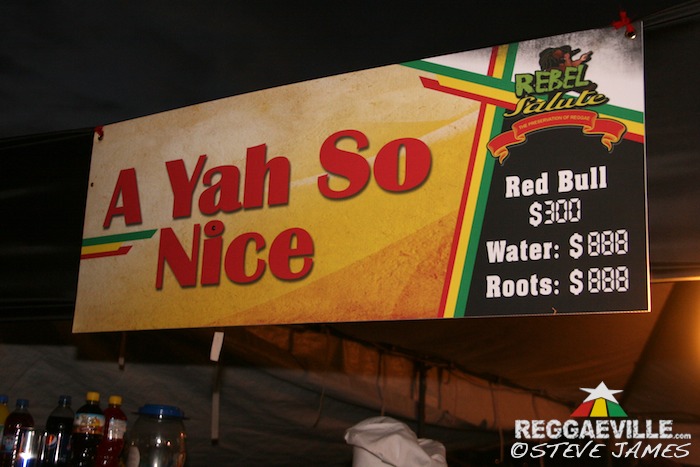 A Yah So
Nice
REBEL
Salute
THE PRESERVATION OF REGGAE
Red Bull
$300
Water: $888
Roots: $888
REGGAEVILLE.com
©STEVE JAMES